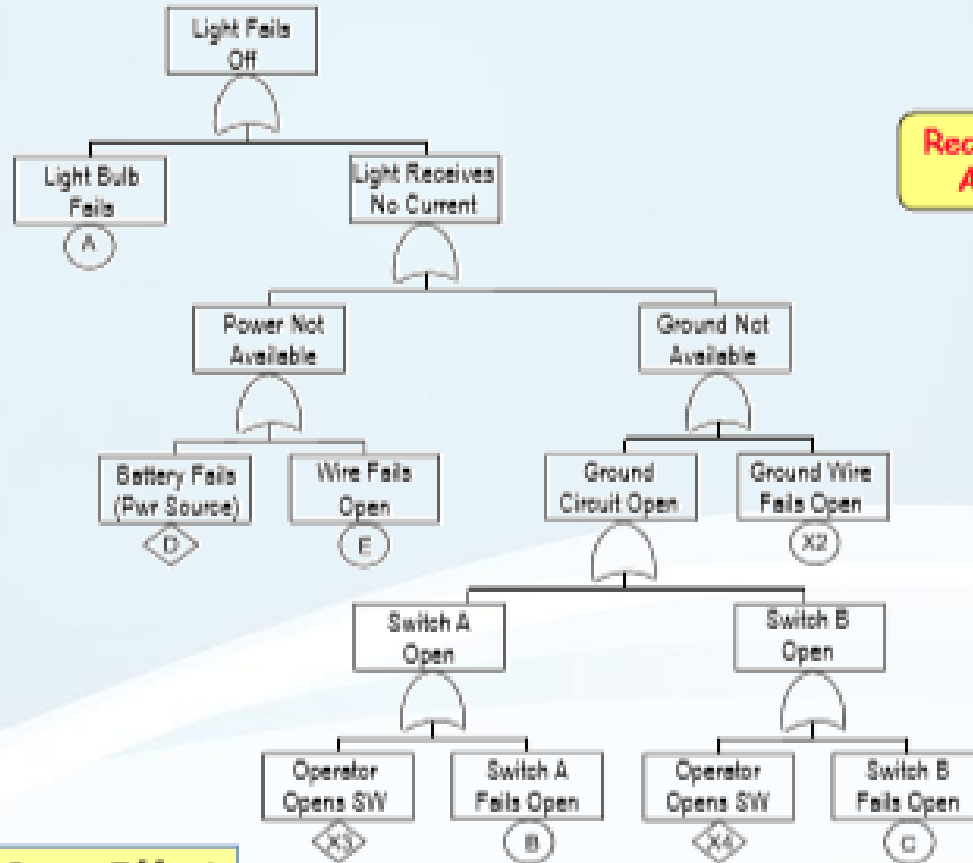 Light Fails
Off
Light Bulb
Fails
A
Light Receives
No Current
Power Not
Available
Ground Not
Available
Battery Fails
(Pwr Source)
D
Wire Fails
Open
E
Ground
Circuit Open
Ground Wire
Fails Open
X2
Switch A
Open
Switch B
Open
Operator
Opens SW
X3
Switch A
Fails Open
B
Operator
Opens SW
X4
Switch B
Fails Open
C